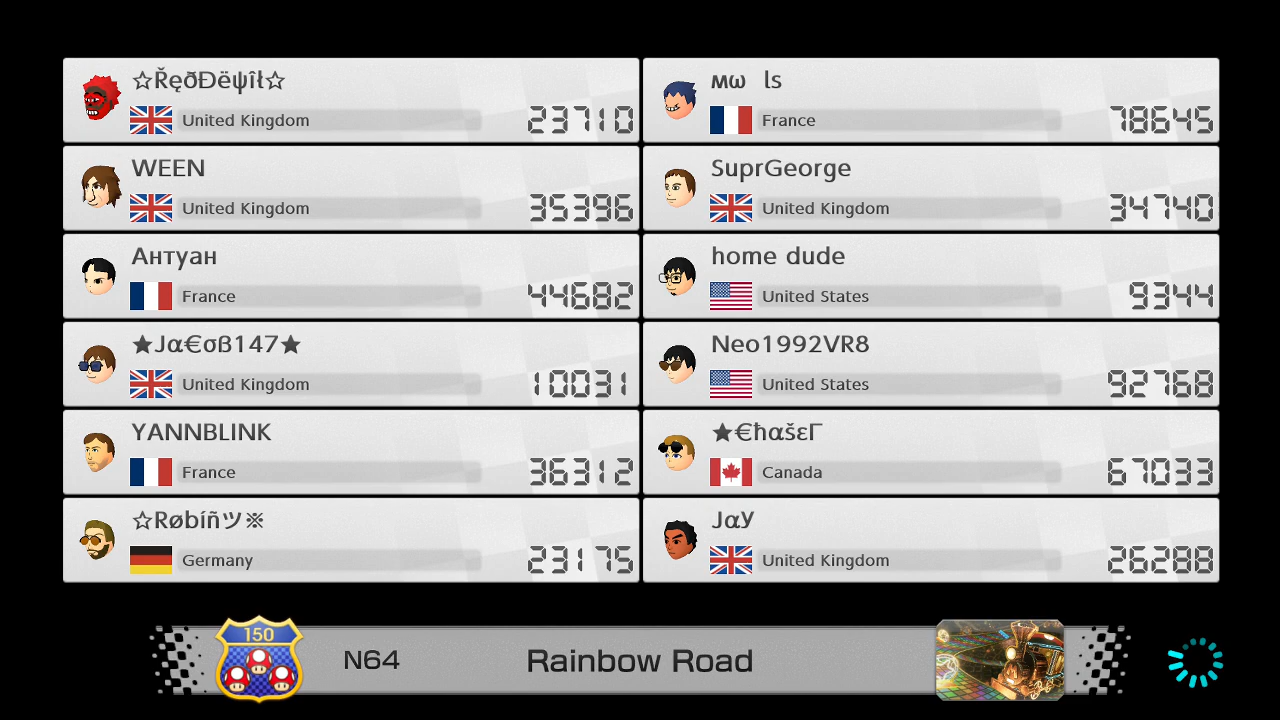 ☆ŘęðÐëψîł☆
United Kingdom
23710
мω ls
France
78645
WEEN
United Kingdom
35396
SuprGeorge
United Kingdom
34740
Антуан
France
44682
home dude
United States
9344
★Jα€σß147★
United Kingdom
10031
Neo1992VR8
United States
92768
YANNBLINK
France
36312
★€ħαšεΓ
Canada
67033
☆Røbíñツ※
Germany
23175
JαУ
United Kingdom
26288
150
N64
Rainbow Road